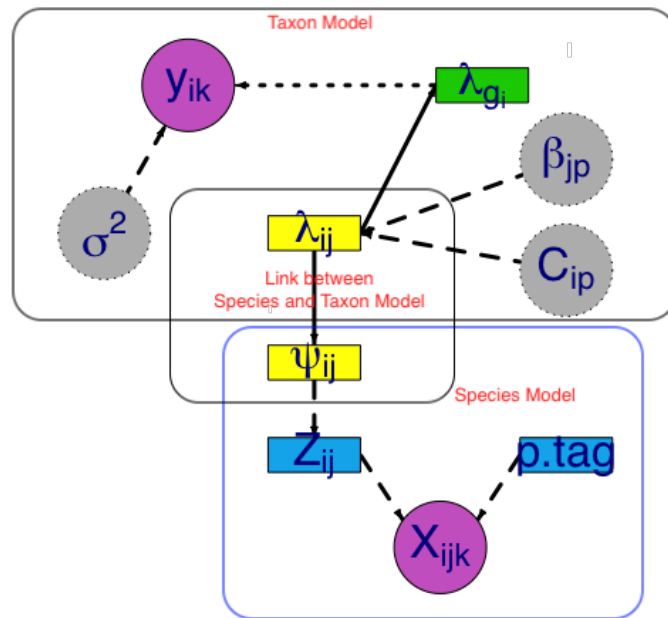 Taxon Model
y_ik
λ_g_i
β_jp
σ²
λ_ij
C_ip
Link between
Species and Taxon Model
ψ_ij
Species Model
Z_ij
p.tag
X_ijk